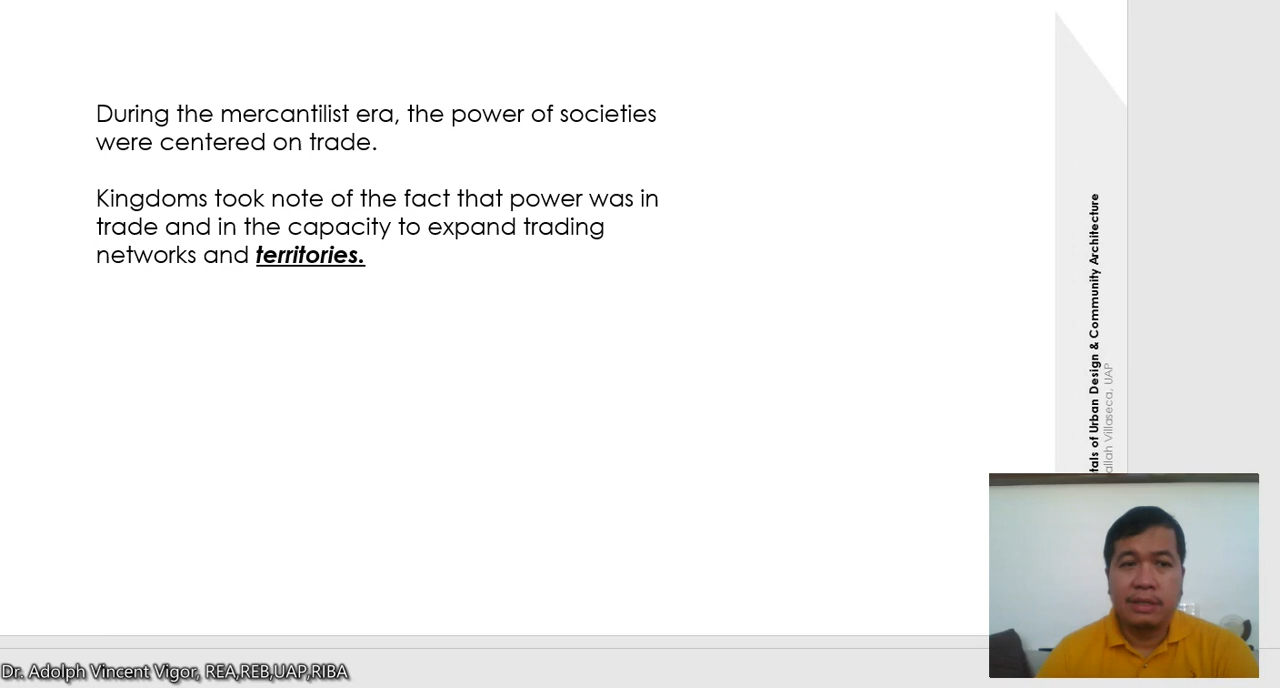 During the mercantilist era, the power of societies
were centered on trade.
Kingdoms took note of the fact that power was in
trade and in the capacity to expand trading
networks and territories.
of Urban Design & Community Architecture
Villaseca, UAP
Dr. Adolph Vincent Vigor, REA,REB,UAP,RIBA